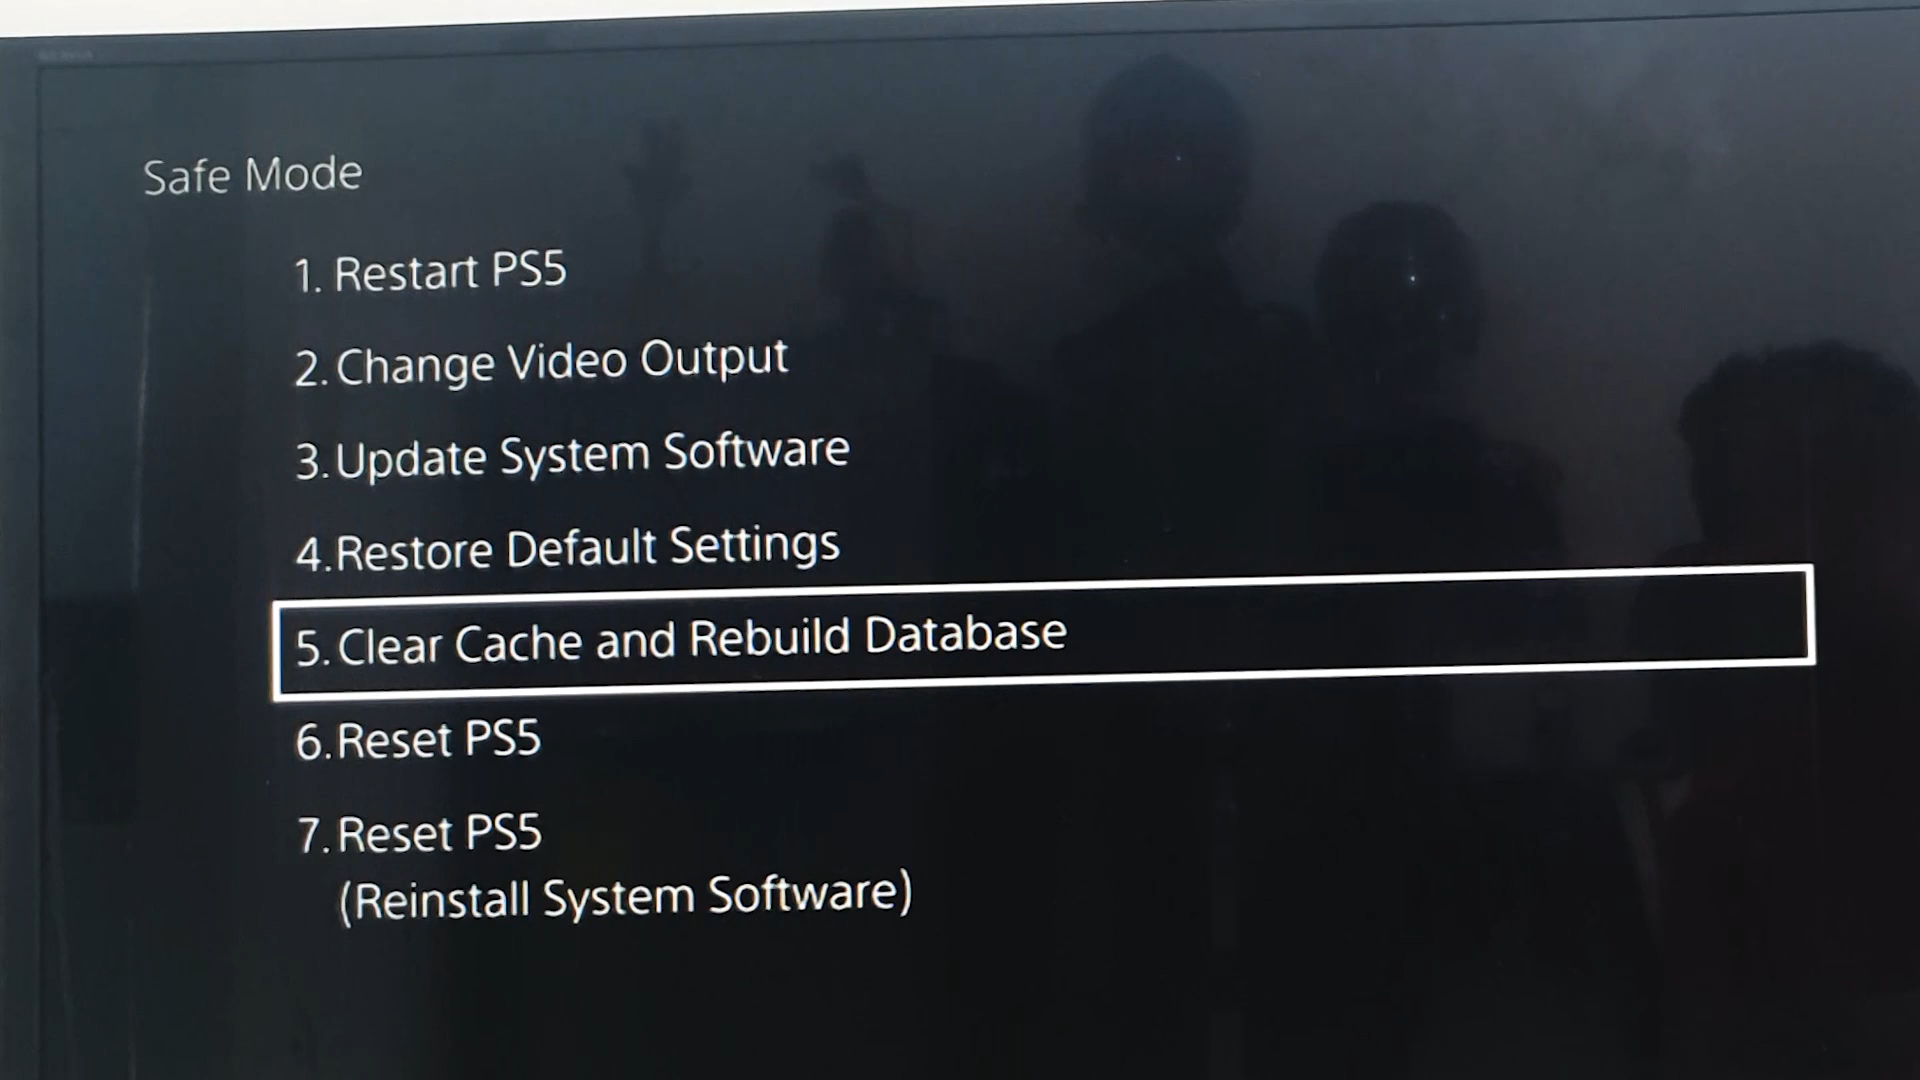 Safe Mode
1. Restart PS5
2. Change Video Output
3. Update System Software
4. Restore Default Settings
5. Clear Cache and Rebuild Database
6. Reset PS5
7. Reset PS5
(Reinstall System Software)